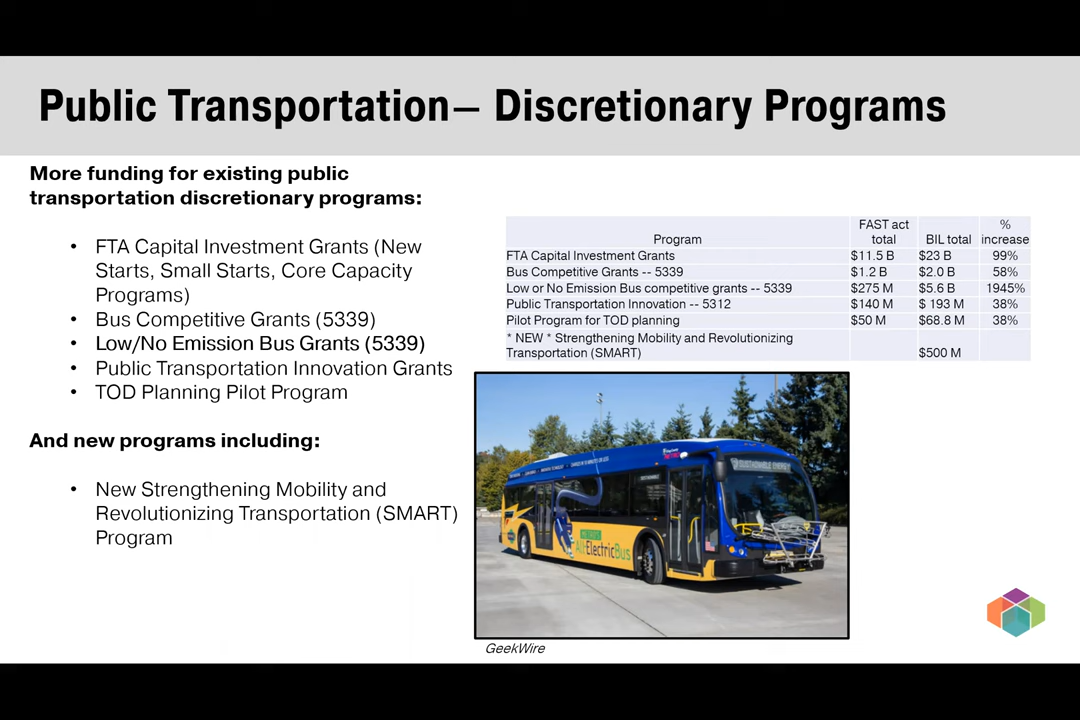 Public Transportation— Discretionary Programs
More funding for existing public
transportation discretionary programs:
• FTA Capital Investment Grants (New
Starts, Small Starts, Core Capacity
Programs)
• Bus Competitive Grants (5339)
• Low/No Emission Bus Grants (5339)
• Public Transportation Innovation Grants
• TOD Planning Pilot Program
And new programs including:
• New Strengthening Mobility and
Revolutionizing Transportation (SMART)
Program
Program FAST act total BIL total % increase
FTA Capital Investment Grants $11.5 B $23 B 99%
Bus Competitive Grants -- 5339 $1.2 B $2.0 B 58%
Low or No Emission Bus competitive grants -- 5339 $275 M $5.6 B 1945%
Public Transportation Innovation -- 5312 $140 M $ 193 M 38%
Pilot Program for TOD planning $50 M $68.8 M 38%
* NEW * Strengthening Mobility and Revolutionizing
Transportation (SMART) $500 M
SUSTAINABLE ENERGY
All-ElectricBus
GeekWire